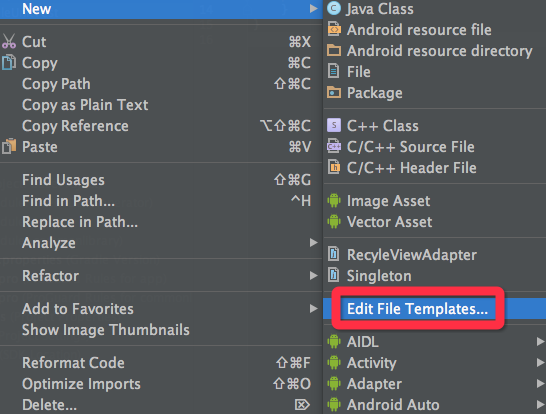 New
Cut ⌘X
Copy ⌘C
Copy Path ⇧⌘C
Copy as Plain Text
Copy Reference ⌥⇧⌘C
Paste ⌘V
Find Usages ⇧⌘G
Find in Path... ^H
Replace in Path...
Analyze
Refactor
Add to Favorites
Show Image Thumbnails
Reformat Code ⇧⌘F
Optimize Imports ⇧⌘O
Delete... ⌦
Java Class
Android resource file
Android resource directory
File
Package
C++ Class
C/C++ Source File
C/C++ Header File
Image Asset
Vector Asset
RecyleViewAdapter
Singleton
Edit File Templates...
AIDL
Activity
Adapter
Android Auto